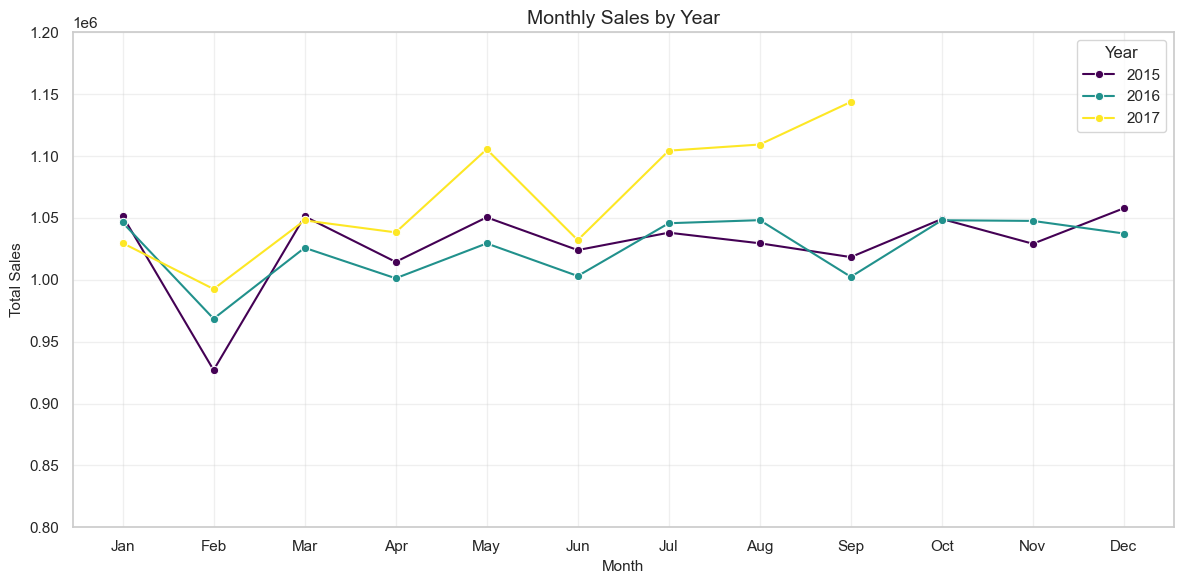 Monthly Sales by Year
1e6
1.20
1.15
1.10
1.05
1.00
0.95
0.90
0.85
0.80
Total Sales
Year
2015
2016
2017
Jan Feb Mar Apr May Jun Jul Aug Sep Oct Nov Dec
Month